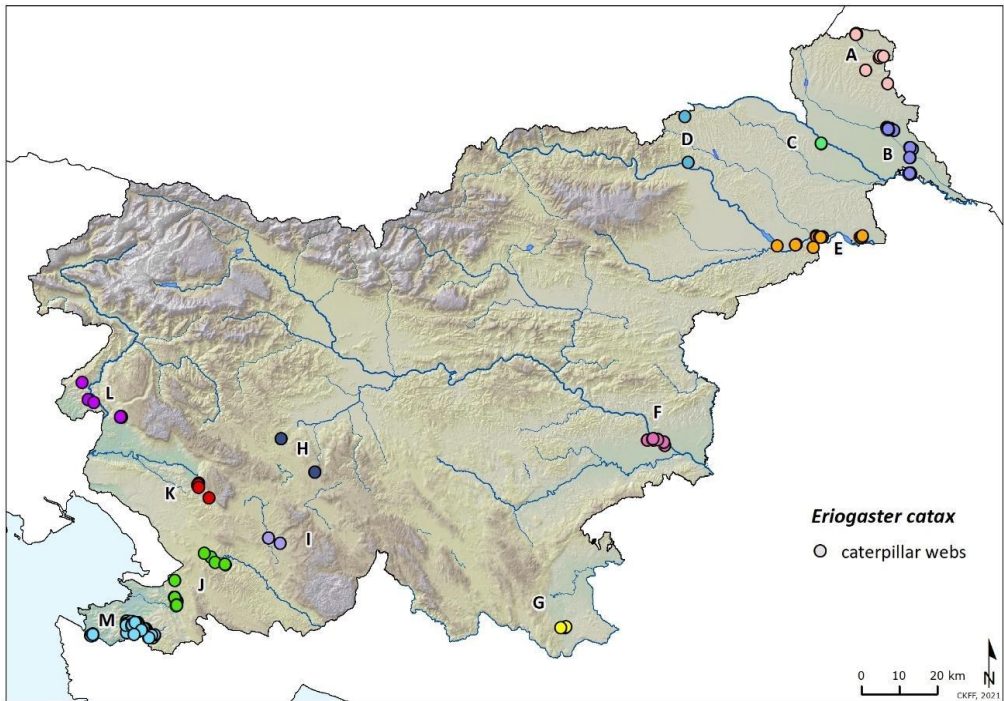 A
B
C
D
E
F
G
H
I
J
K
L
M
Eriogaster catax
caterpillar webs
0 10 20 km
N
CKFF, 2021